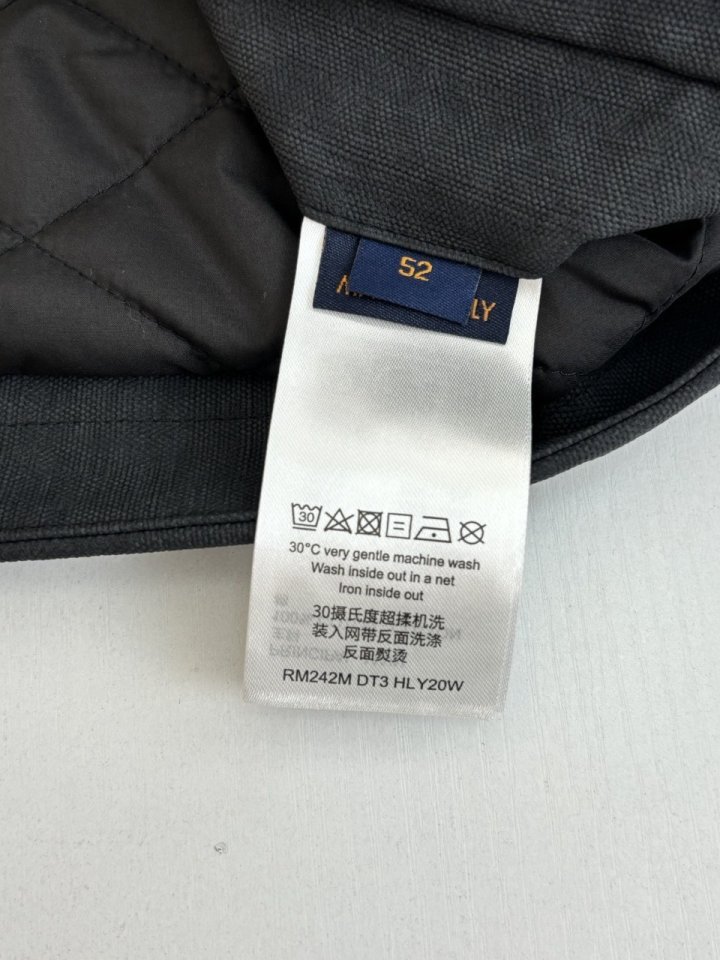 52
LY
30
30°C very gentle machine wash
Wash inside out in a net
Iron inside out
30摄氏度超揉机洗
装入网带反面洗涤
反面熨烫
RM242M DT3 HLY20W